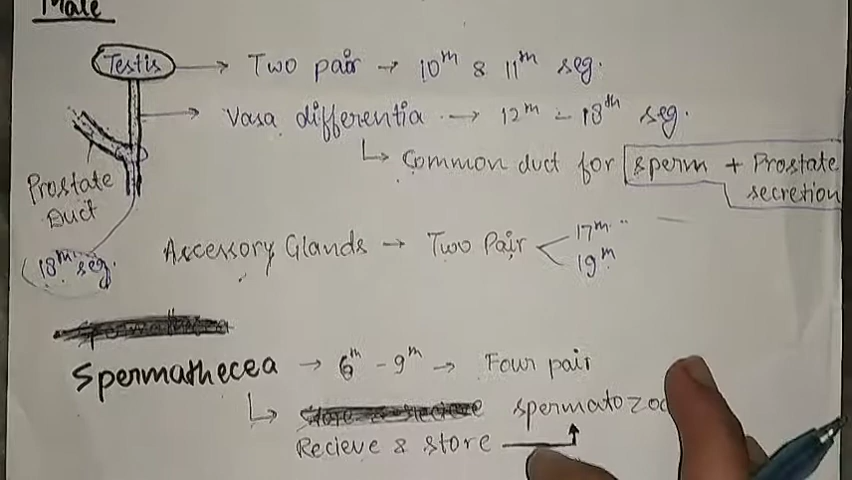 Male
Testis → Two pair → 10th & 11th seg.
Vasa differentia → 12th - 18th seg.
Common duct for sperm + Prostate secretion
Prostate Duct
18th seg.
Accessory Glands → Two Pair < 17th 19th
Spermathecea → 6th - 9th → Four pair
Recieve & store spermatozo